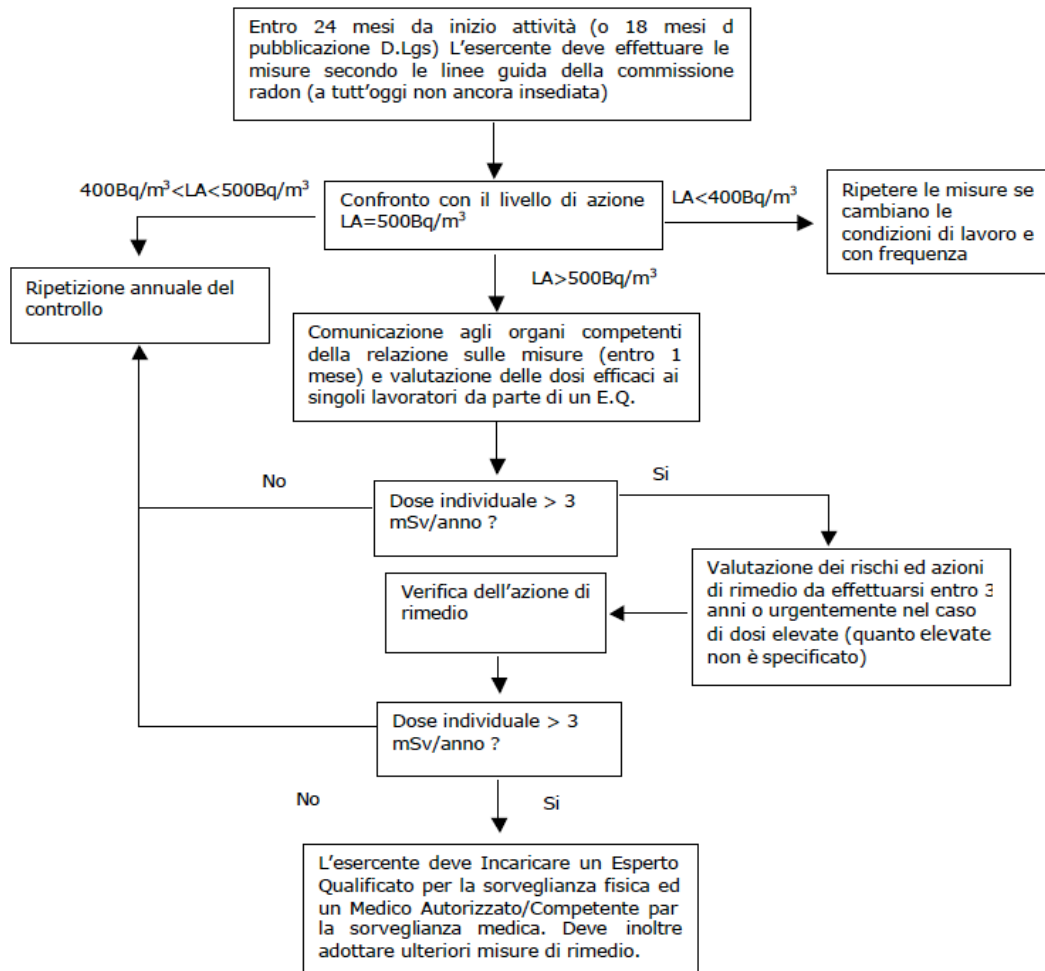 Entro 24 mesi da inizio attività (o 18 mesi d
pubblicazione D.Lgs) L'esercente deve effettuare le
misure secondo le linee guida della commissione
radon (a tutt'oggi non ancora insediata)
400Bq/m³<LA<500Bq/m³
Confronto con il livello di azione
LA=500Bq/m³
LA<400Bq/m³
Ripetere le misure se
cambiano le
condizioni di lavoro e
con frequenza
Ripetizione annuale del
controllo
LA>500Bq/m³
Comunicazione agli organi competenti
della relazione sulle misure (entro 1
mese) e valutazione delle dosi efficaci ai
singoli lavoratori da parte di un E.Q.
No
Si
Dose individuale > 3
mSv/anno ?
Valutazione dei rischi ed azioni
di rimedio da effettuarsi entro 3
anni o urgentemente nel caso
di dosi elevate (quanto elevate
non è specificato)
Verifica dell'azione di
rimedio
Dose individuale > 3
mSv/anno ?
No
Si
L'esercente deve Incaricare un Esperto
Qualificato per la sorveglianza fisica ed
un Medico Autorizzato/Competente par
la sorveglianza medica. Deve inoltre
adottare ulteriori misure di rimedio.